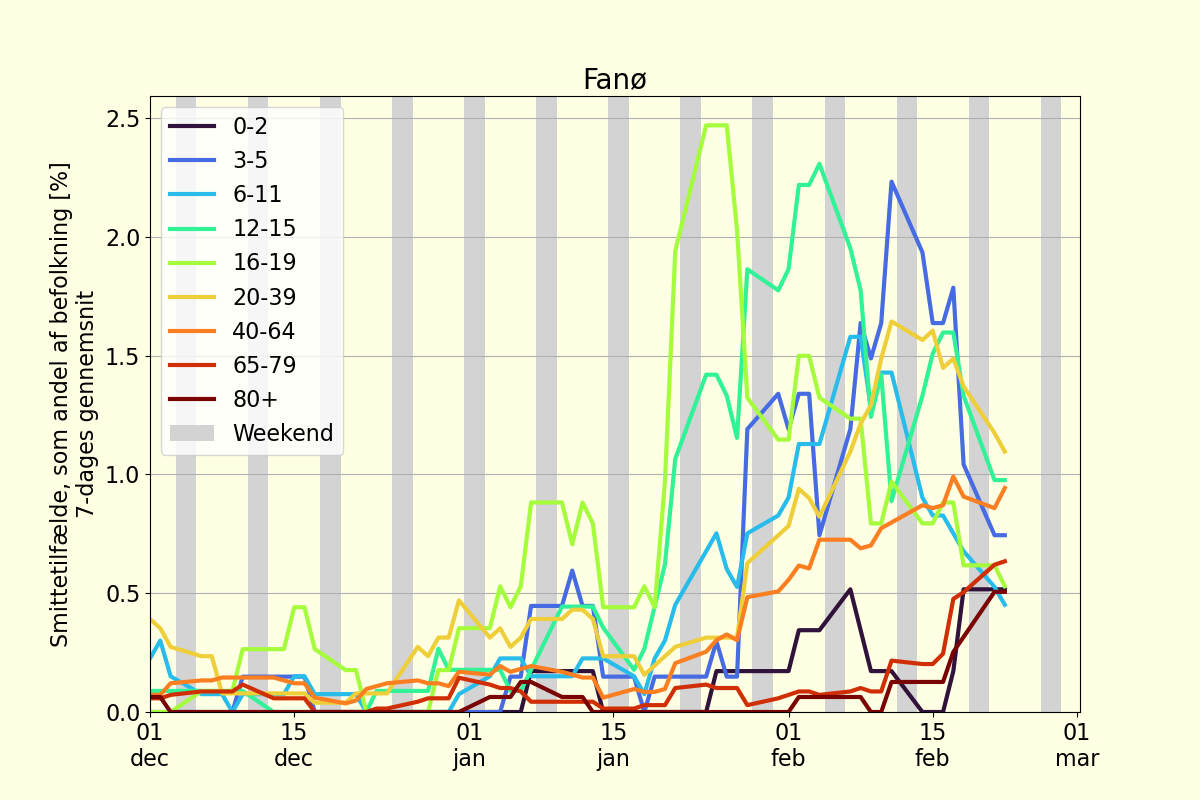 Fanø
Smittetilfælde, som andel af befolkning [%]
7-dages gennemsnit
2.5
2.0
1.5
1.0
0.5
0.0
0-2
3-5
6-11
12-15
16-19
20-39
40-64
65-79
80+
Weekend
01 15 01 15 01 15 01
dec dec jan jan feb feb mar